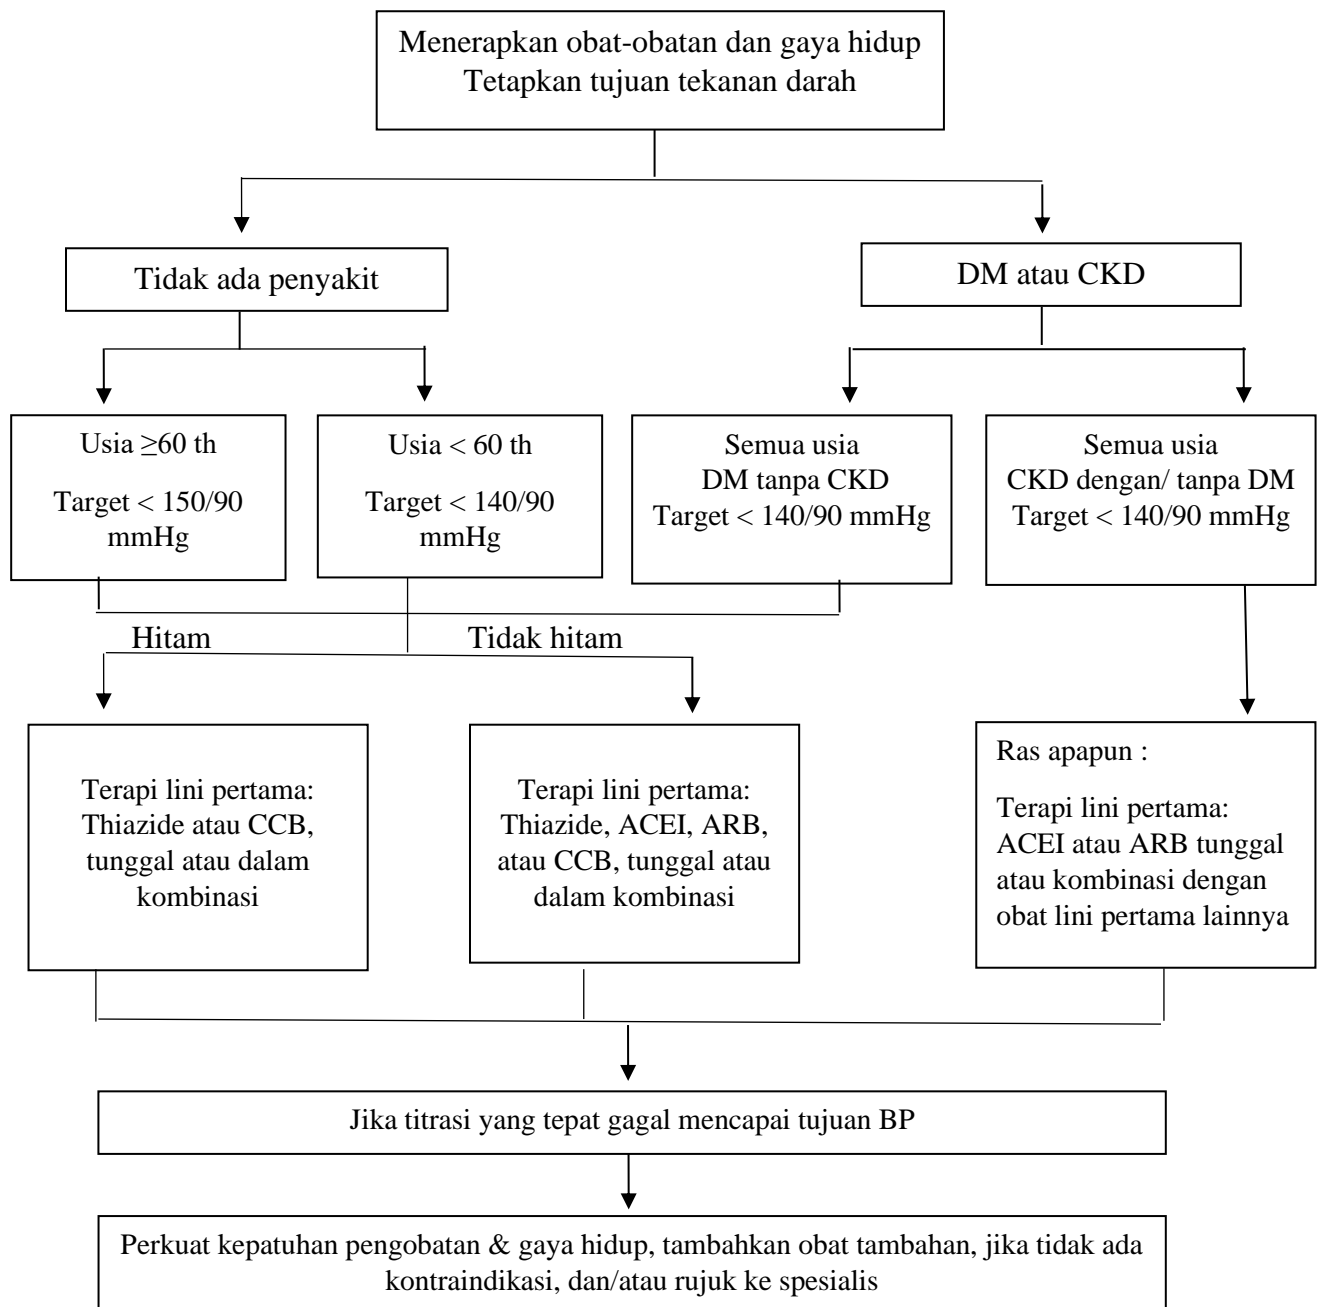 Menerapkan obat-obatan dan gaya hidup
Tetapkan tujuan tekanan darah
Tidak ada penyakit
DM atau CKD
Usia ≥60 th
Target < 150/90
mmHg
Usia < 60 th
Target < 140/90
mmHg
Semua usia
DM tanpa CKD
Target < 140/90 mmHg
Semua usia
CKD dengan/ tanpa DM
Target < 140/90 mmHg
Hitam
Tidak hitam
Terapi lini pertama:
Thiazide atau CCB,
tunggal atau dalam
kombinasi
Terapi lini pertama:
Thiazide, ACEI, ARB,
atau CCB, tunggal atau
dalam kombinasi
Ras apapun :
Terapi lini pertama:
ACEI atau ARB tunggal
atau kombinasi dengan
obat lini pertama lainnya
Jika titrasi yang tepat gagal mencapai tujuan BP
Perkuat kepatuhan pengobatan & gaya hidup, tambahkan obat tambahan, jika tidak ada
kontraindikasi, dan/atau rujuk ke spesialis